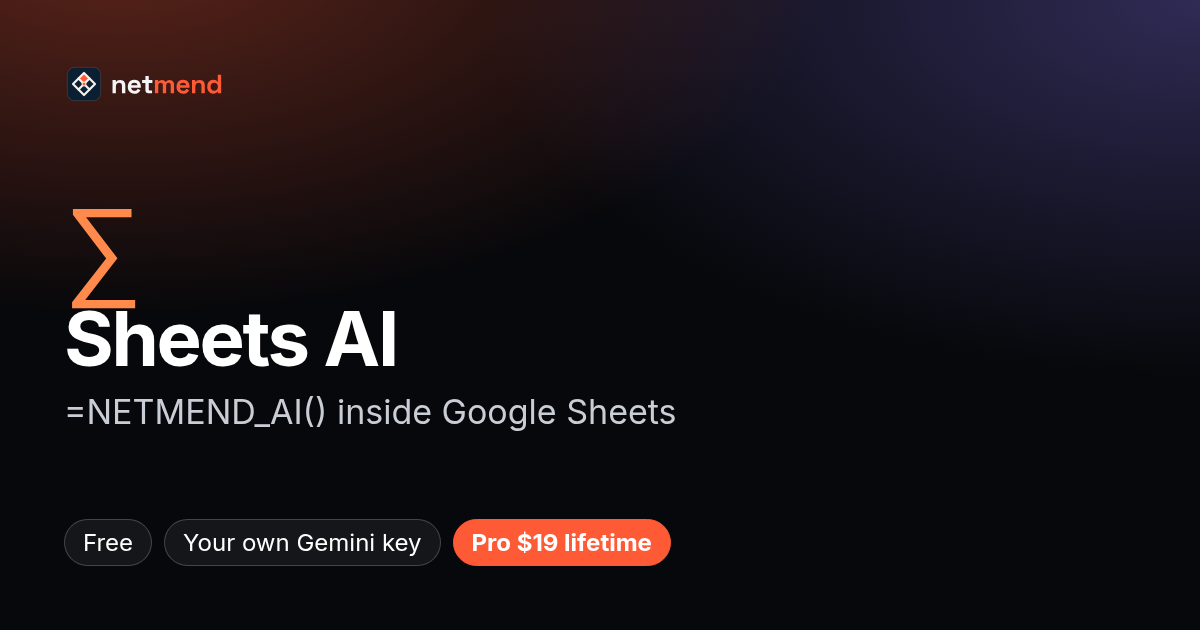 netmend
∑
Sheets AI
=NETMEND_AI() inside Google Sheets
Free
Your own Gemini key
Pro $19 lifetime